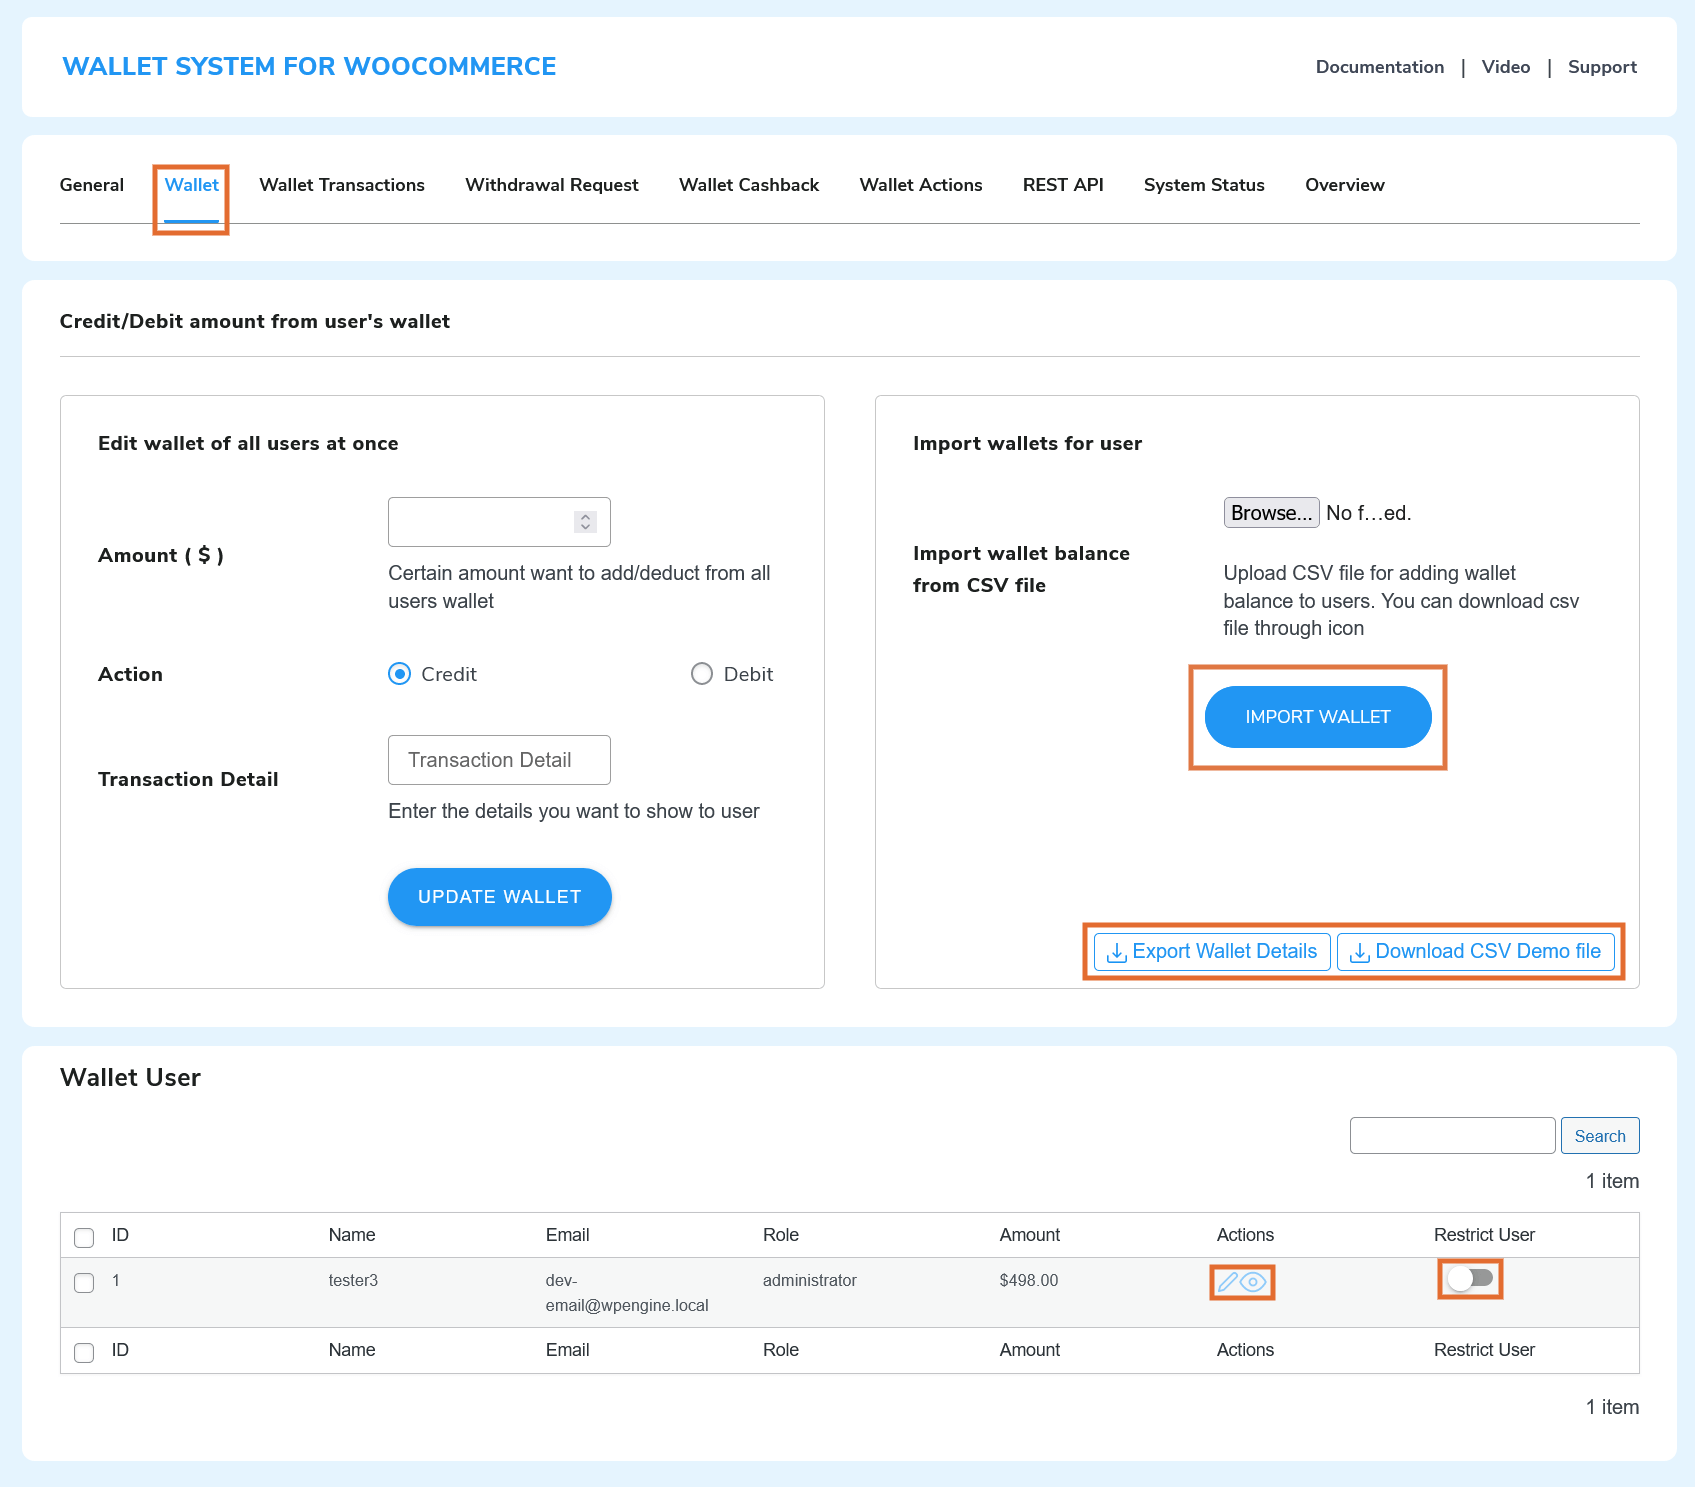 WALLET SYSTEM FOR WOOCOMMERCE
Documentation | Video | Support
General Wallet Wallet Transactions Withdrawal Request Wallet Cashback Wallet Actions REST API System Status Overview
Credit/Debit amount from user's wallet
Edit wallet of all users at once
Amount ( $ )
Certain amount want to add/deduct from all
users wallet
Action
Credit Debit
Transaction Detail
Transaction Detail
Enter the details you want to show to user
UPDATE WALLET
Import wallets for user
Import wallet balance
from CSV file
Browse... No f...ed.
Upload CSV file for adding wallet
balance to users. You can download csv
file through icon
IMPORT WALLET
Export Wallet Details Download CSV Demo file
Wallet User
Search
1 item
ID Name Email Role Amount Actions Restrict User
1 tester3 dev-
email@wpengine.local administrator $498.00
ID Name Email Role Amount Actions Restrict User
1 item